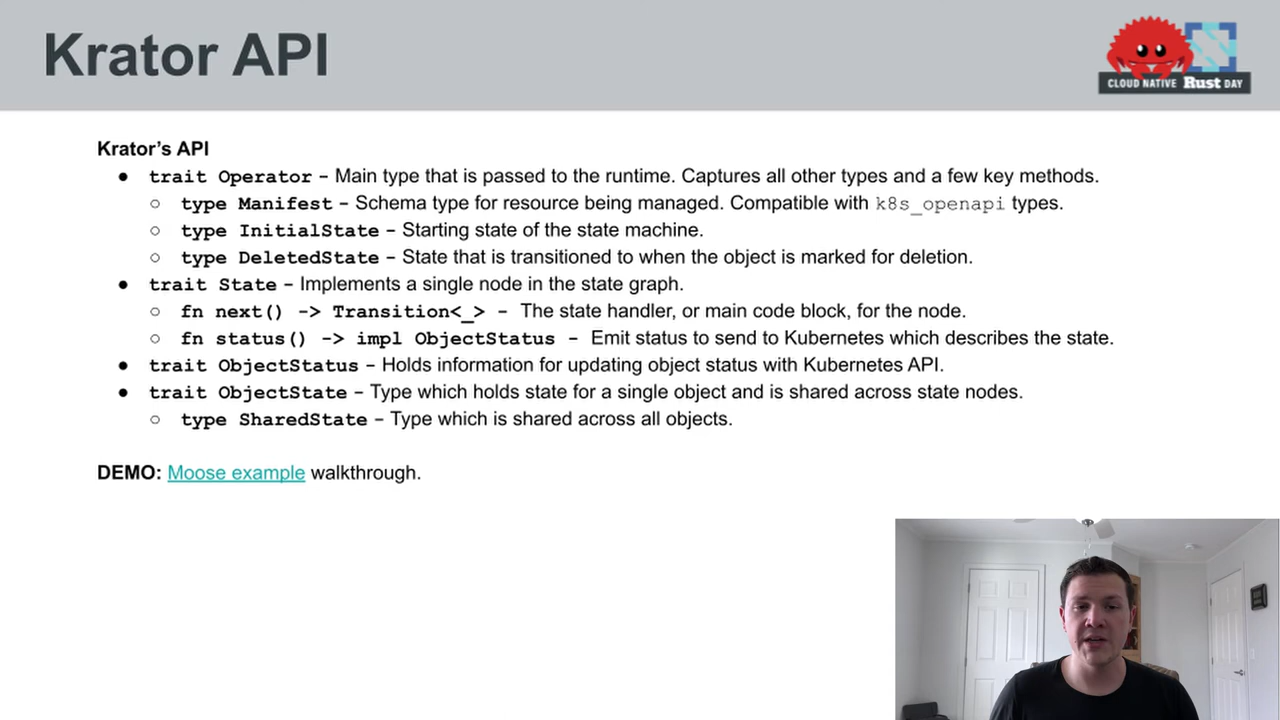 Krator API
CLOUD NATIVE Rust DAY
Krator's API
● trait Operator – Main type that is passed to the runtime. Captures all other types and a few key methods.
○ type Manifest – Schema type for resource being managed. Compatible with k8s_openapi types.
○ type InitialState – Starting state of the state machine.
○ type DeletedState – State that is transitioned to when the object is marked for deletion.
● trait State – Implements a single node in the state graph.
○ fn next() -> Transition<_> – The state handler, or main code block, for the node.
○ fn status() -> impl ObjectStatus – Emit status to send to Kubernetes which describes the state.
● trait ObjectStatus – Holds information for updating object status with Kubernetes API.
● trait ObjectState – Type which holds state for a single object and is shared across state nodes.
○ type SharedState – Type which is shared across all objects.
DEMO: Moose example walkthrough.